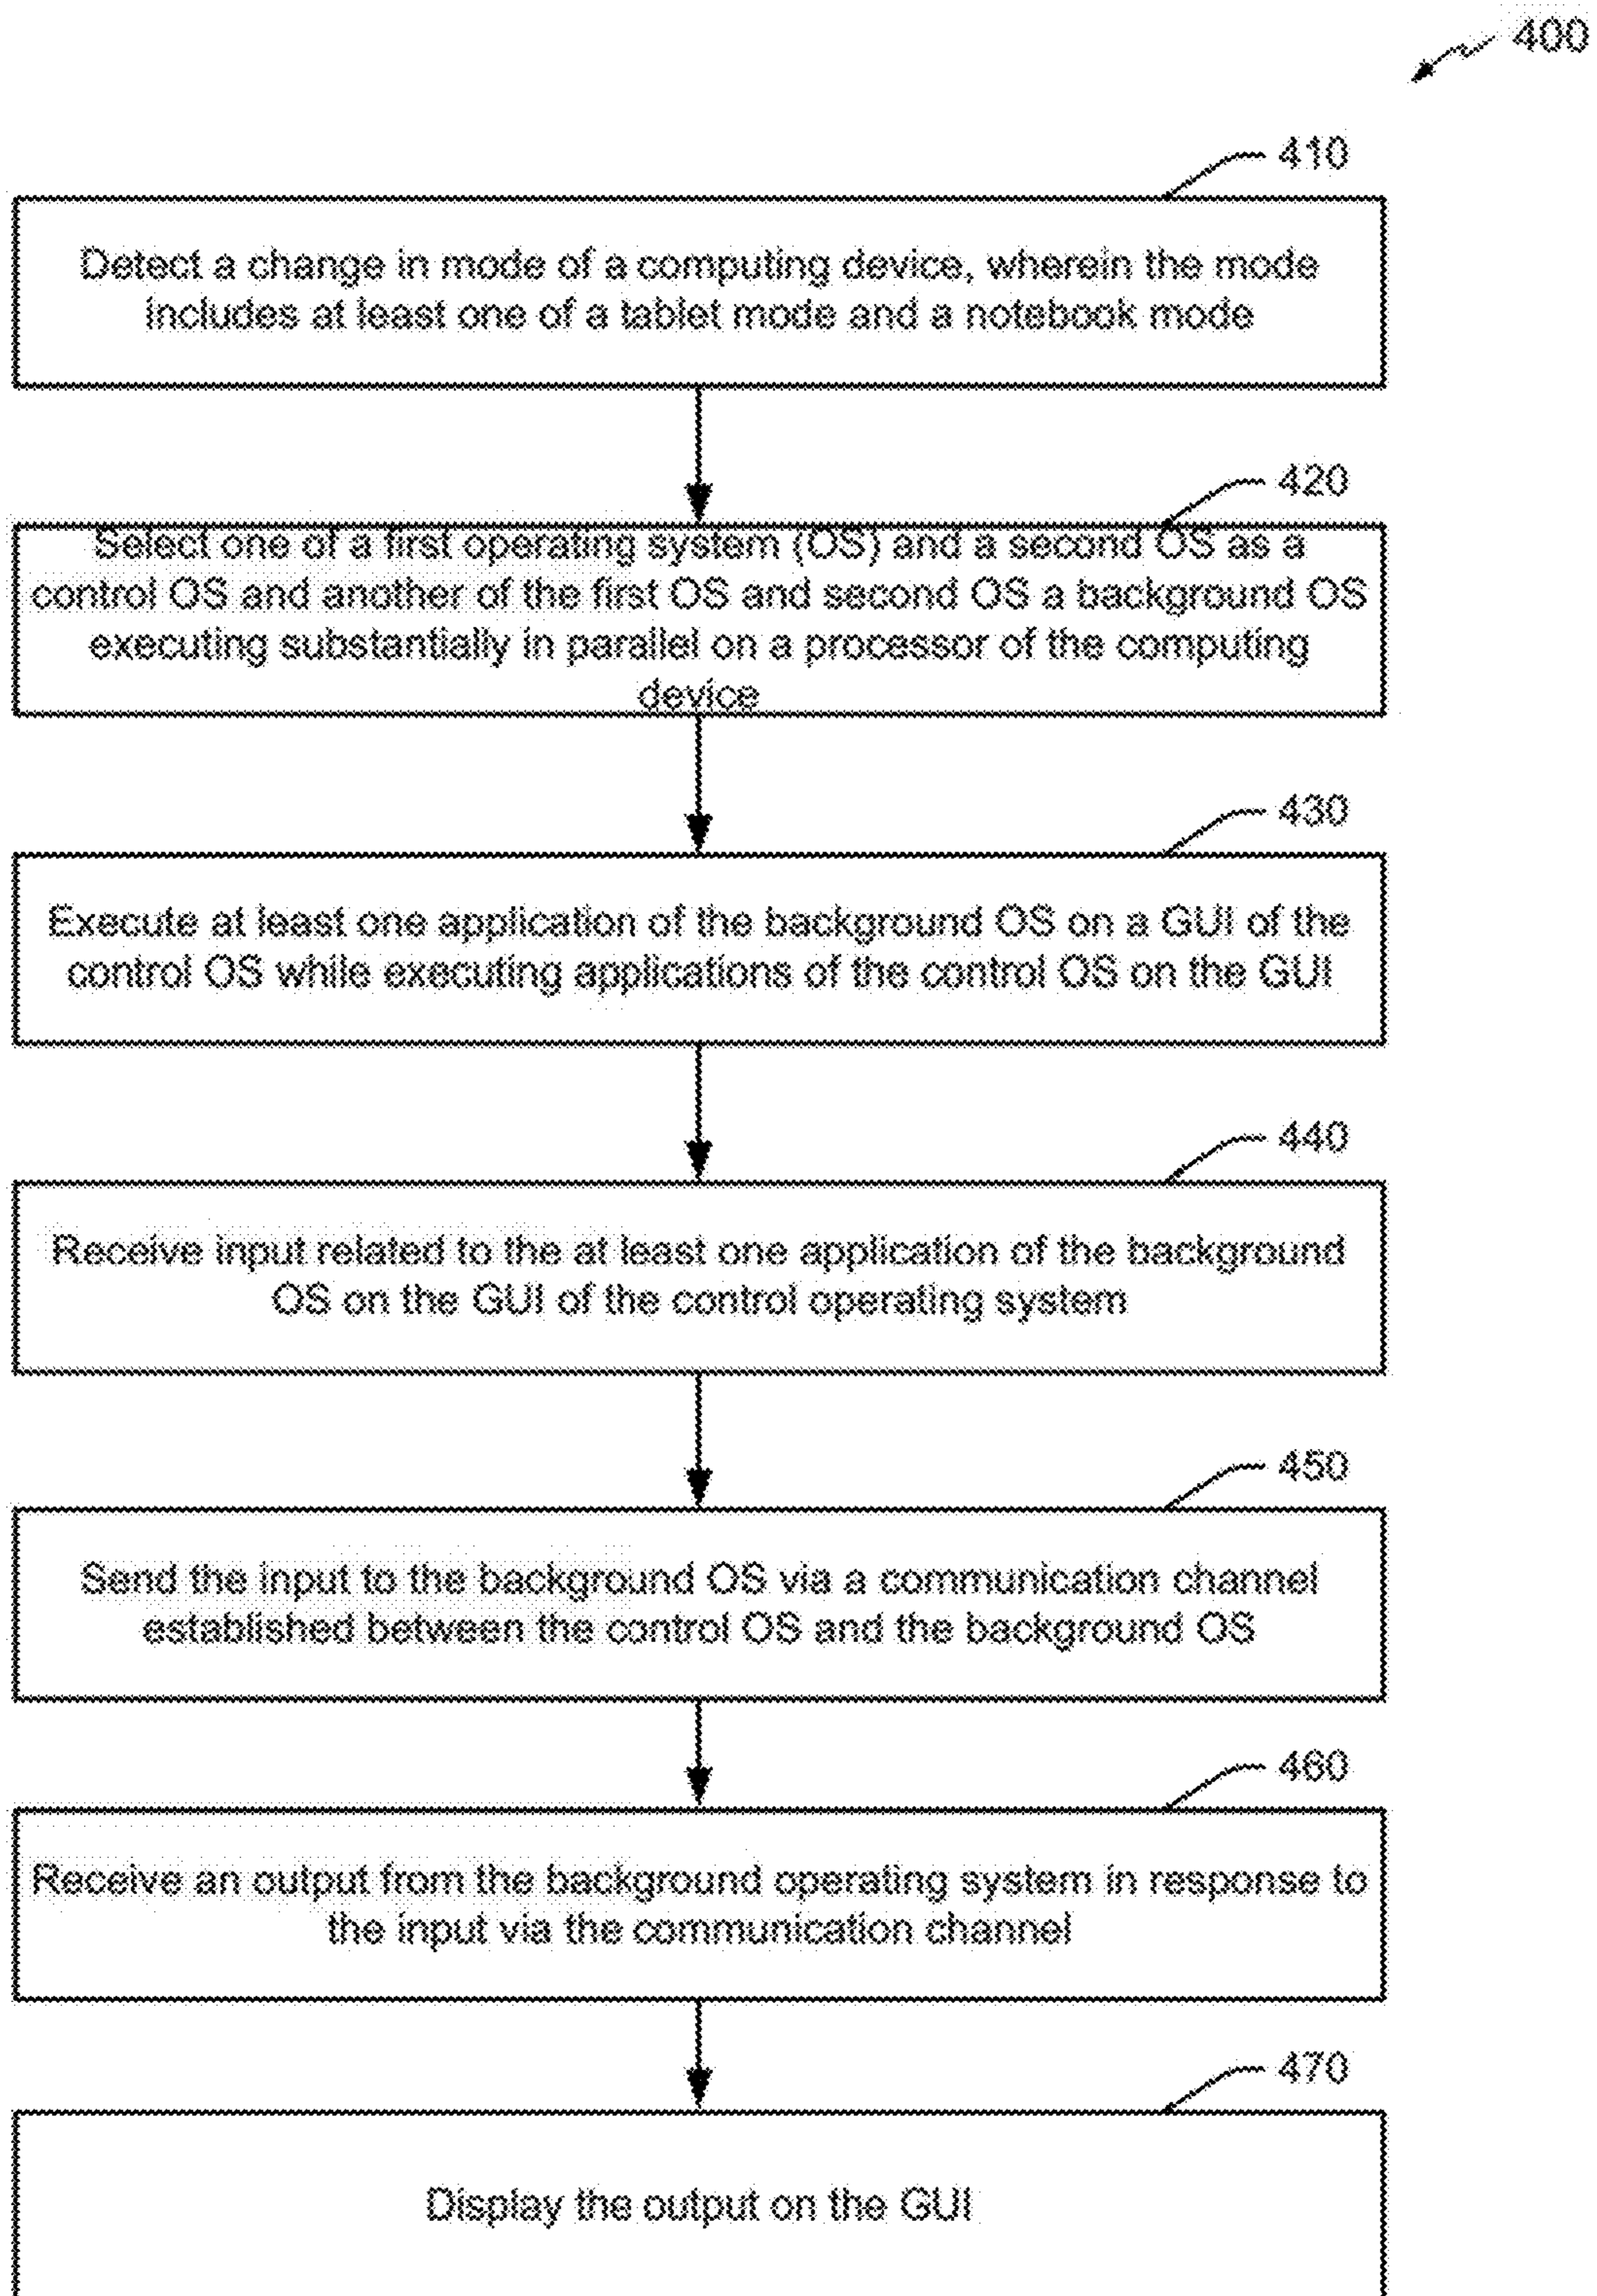 400
410
Detect a change in mode of a computing device, wherein the mode
includes at least one of a tablet mode and a notebook mode
420
Select one of a first operating system (OS) and a second OS as a
control OS and another of the first OS and second OS a background OS
executing substantially in parallel on a processor of the computing
device
430
Execute at least one application of the background OS on a GUI of the
control OS while executing applications of the control OS on the GUI
440
Receive input related to the at least one application of the background
OS on the GUI of the control operating system
450
Send the input to the background OS via a communication channel
established between the control OS and the background OS
460
Receive an output from the background operating system in response to
the input via the communication channel
470
Display the output on the GUI